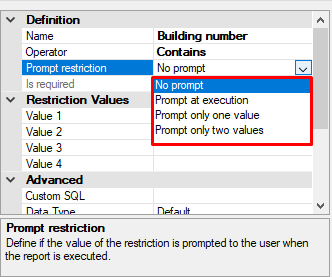 Definition
Name Building number
Operator Contains
Prompt restriction No prompt
Is required No prompt
Prompt at execution
Restriction Values
Value 1 Prompt only one value
Value 2 Prompt only two values
Value 3
Value 4
Advanced
Custom SQL
Data Type Default
Prompt restriction
Define if the value of the restriction is prompted to the user when
the report is executed.